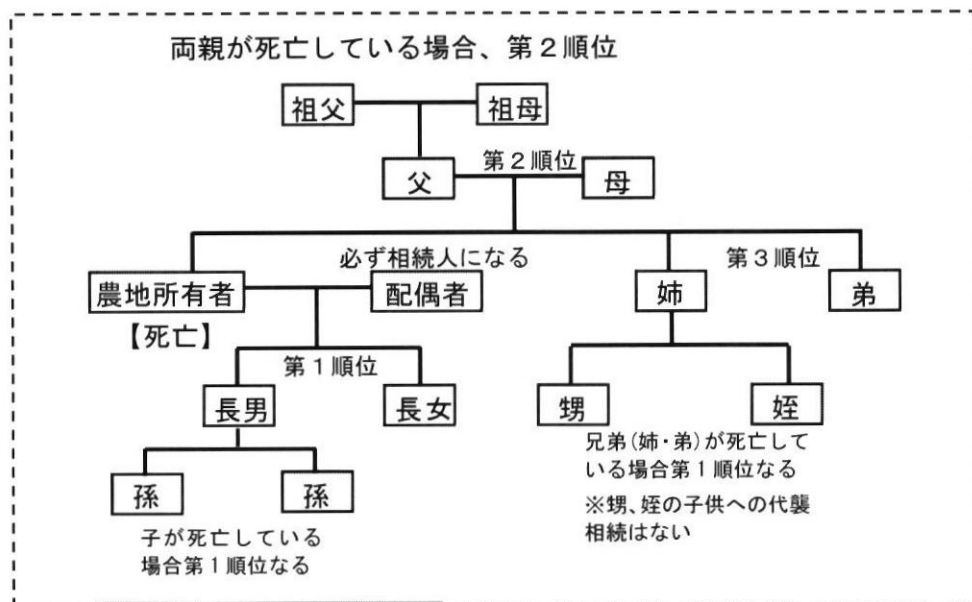 両親が死亡している場合、第2順位
祖父
祖母
第2順位
父
母
必ず相続人になる
第3順位
農地所有者
配偶者
姉
弟
【死亡】
第1順位
長男
長女
甥
姪
兄弟(姉・弟)が死亡して
いる場合第1順位なる
※甥、姪の子供への代襲
相続はない
孫
孫
子が死亡している
場合第1順位なる